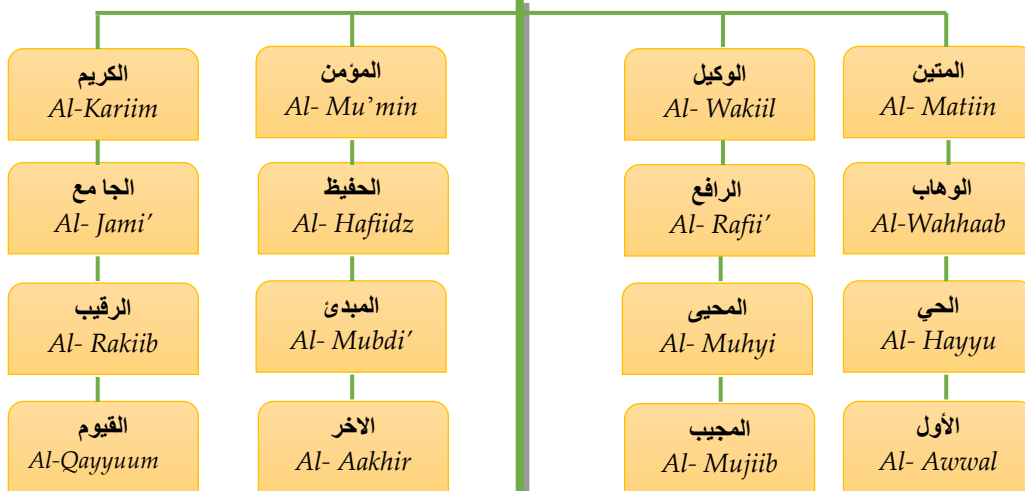 الكريم
Al-Kariim
المؤمن
Al- Mu’min
الوكيل
Al- Wakiil
المتين
Al- Matiin
الجا مع
Al- Jami’
الحفيظ
Al- Hafiidz
الرافع
Al- Rafii’
الوهاب
Al-Wahhaab
الرقيب
Al- Rakiib
المبدئ
Al- Mubdi’
المحيى
Al- Muhyi
الحي
Al- Hayyu
القيوم
Al-Qayyuum
الاخر
Al- Aakhir
المجيب
Al- Mujiib
الأول
Al- Awwal